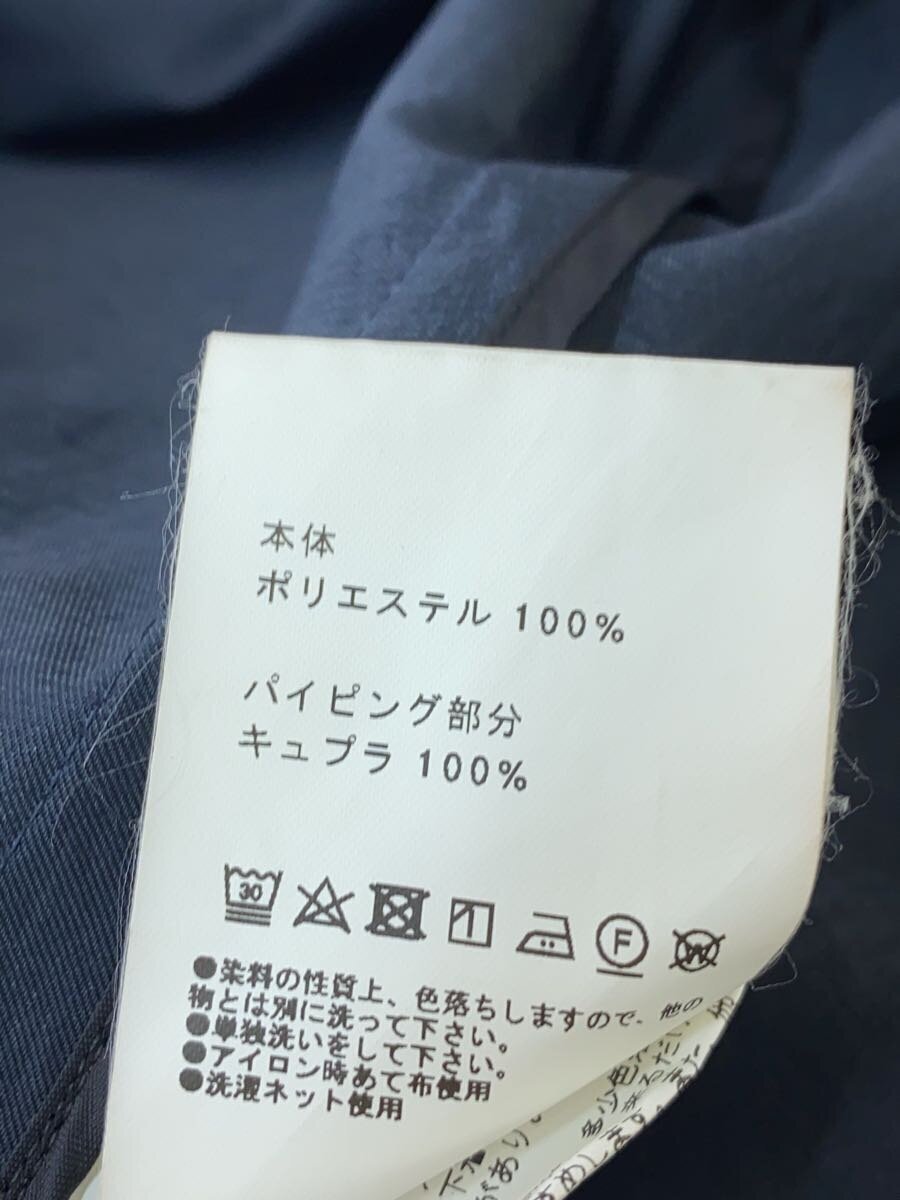 本体
ポリエステル 100%
パイピング部分
キュプラ 100%
30
F
W
●染料の性質上、色落ちしますので、他の
物とは別に洗って下さい。
●単独洗いをして下さい。
●アイロン時あて布使用
●洗濯ネット使用